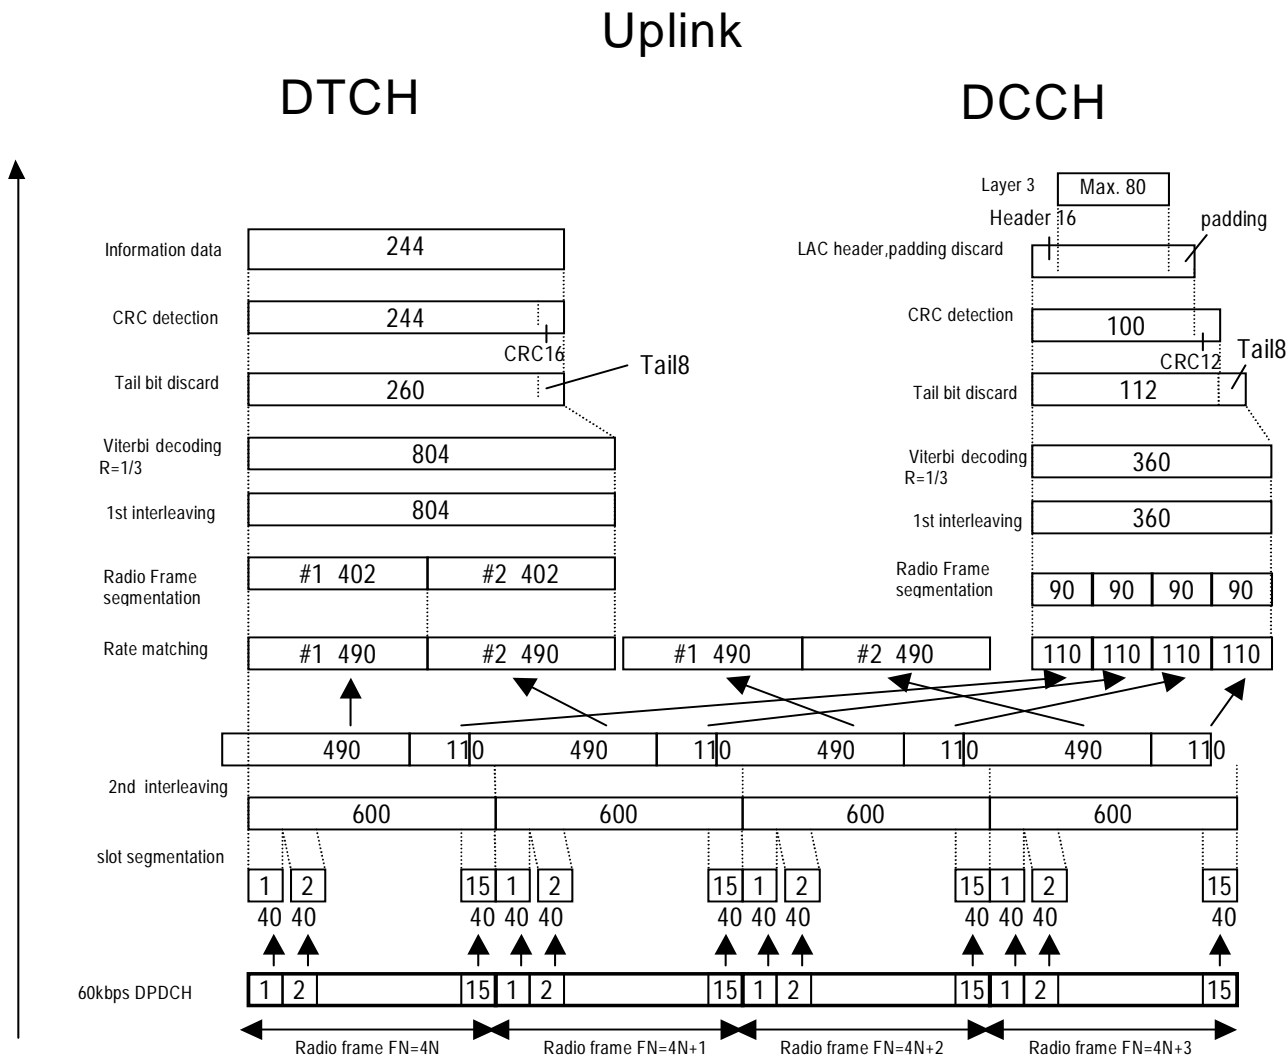 Uplink
DTCH
DCCH
Layer 3
Max. 80
Header 16
padding
Information data
244
LAC header,padding discard
CRC detection
244
CRC16
CRC detection
100
CRC12
Tail bit discard
260
Tail8
Tail bit discard
112
Tail8
Viterbi decoding
R=1/3
804
Viterbi decoding
R=1/3
360
1st interleaving
804
1st interleaving
360
Radio Frame
segmentation
#1 402
#2 402
Radio Frame
segmentation
90 90 90 90
Rate matching
#1 490
#2 490
#1 490
#2 490
110 110 110 110
490 110 490 110 490 110 490 110
2nd interleaving
600 600 600 600
slot segmentation
1 2 15 1 2 15 1 2 15 1 2 15
40 40 40 40 40 40 40 40 40 40 40 40
60kbps DPDCH
1 2 15 1 2 15 1 2 15 1 2 15
Radio frame FN=4N
Radio frame FN=4N+1
Radio frame FN=4N+2
Radio frame FN=4N+3